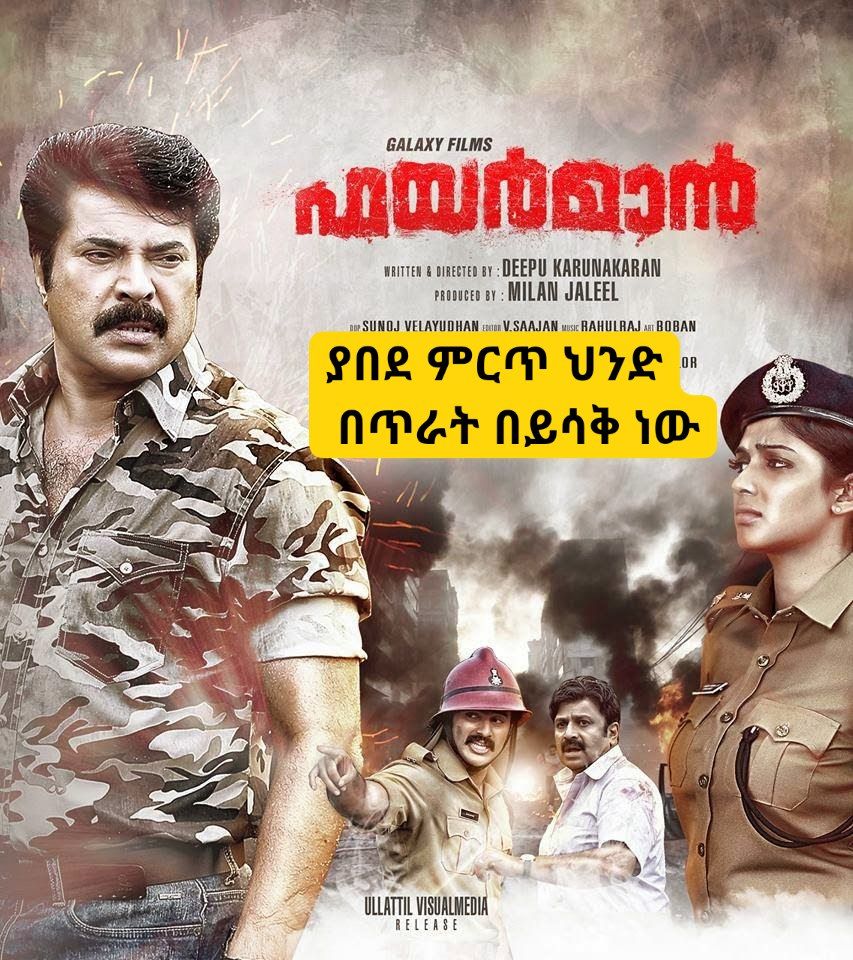 GALAXY FILMS
ഫയർമാൻ
WRITTEN & DIRECTED BY : DEEPU KARUNAKARAN
PRODUCED BY : MILAN JALEEL
DOP SUNOJ VELAYUDHAN EDITOR V.SAAJAN MUSIC RAHULRAJ ART BOBAN
ያበደ ምርጥ ህንድ
በጥራት በይሳቅ ነው
ULLATTIL VISUALMEDIA
RELEASE